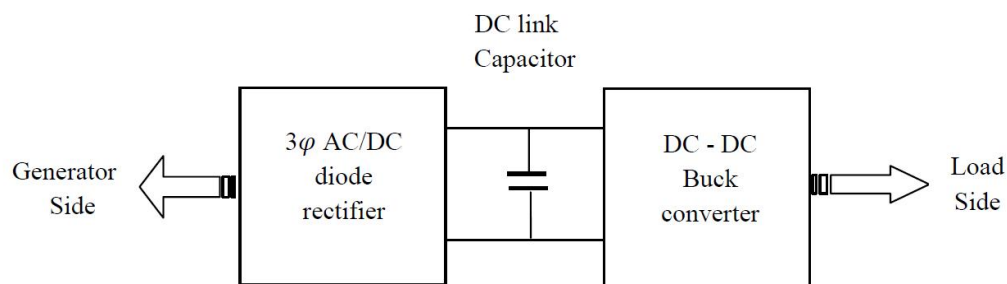 DC link
Capacitor
3φ AC/DC
diode
rectifier
DC - DC
Buck
converter
Generator
Side
Load
Side